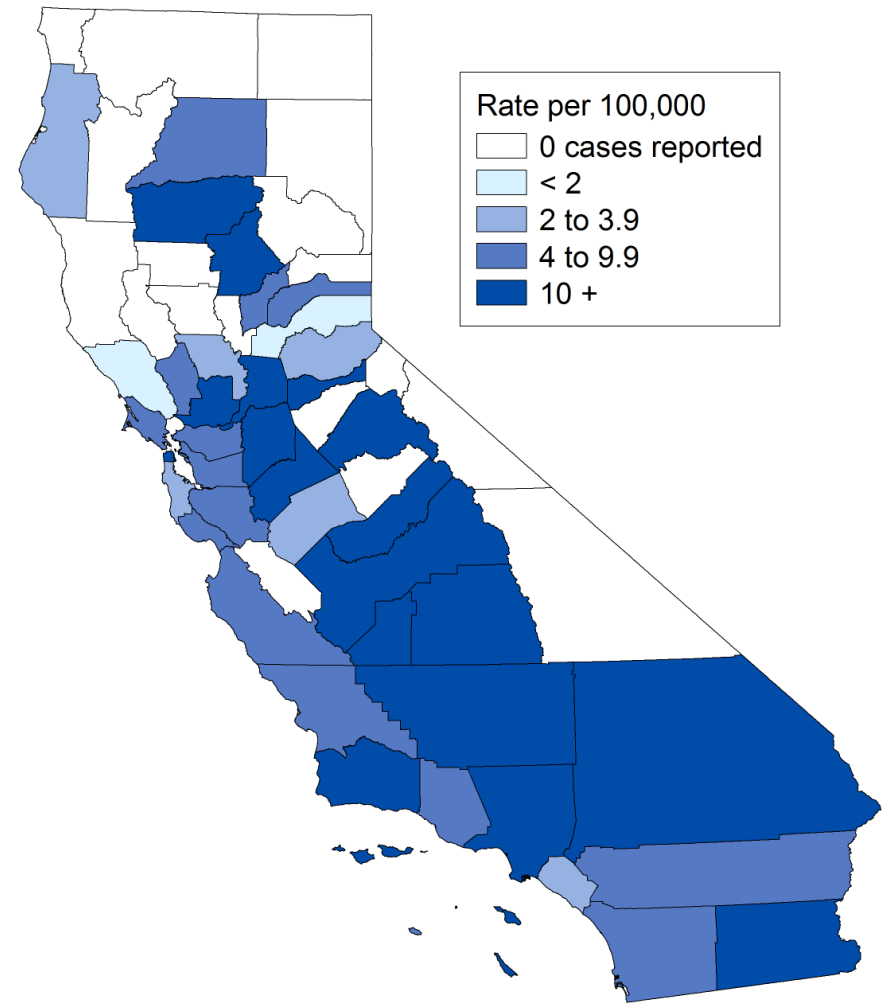 Rate per 100,000
0 cases reported
< 2
2 to 3.9
4 to 9.9
10 +